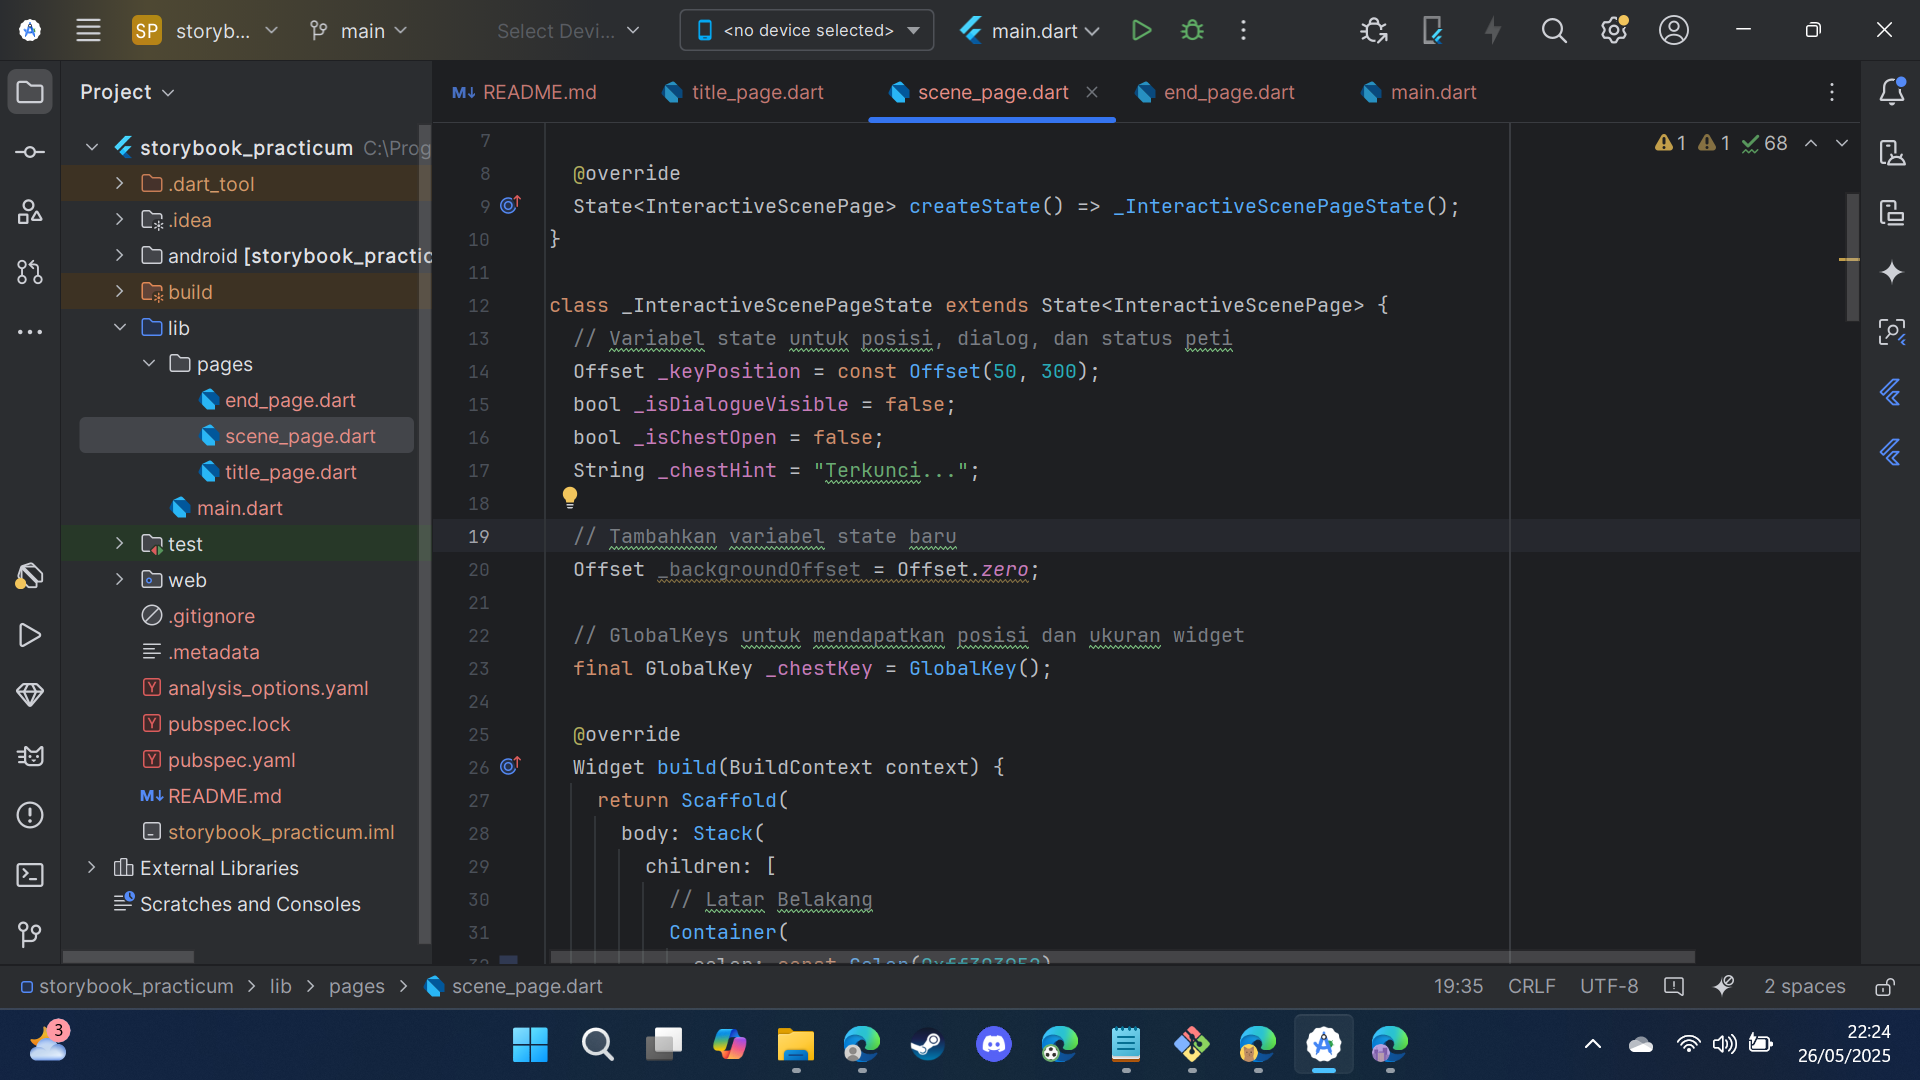 SP storyb... main Select Devi... <no device selected> main.dart
Project
README.md title_page.dart scene_page.dart end_page.dart main.dart
storybook_practicum C:\Prog
.dart_tool
.idea
android [storybook_practic
build
lib
pages
end_page.dart
scene_page.dart
title_page.dart
main.dart
test
web
.gitignore
.metadata
analysis_options.yaml
pubspec.lock
pubspec.yaml
README.md
storybook_practicum.iml
External Libraries
Scratches and Consoles
1 1 68
7
8 @override
9 State<InteractiveScenePage> createState() => _InteractiveScenePageState();
10 }
11
12 class _InteractiveScenePageState extends State<InteractiveScenePage> {
13 // Variabel state untuk posisi, dialog, dan status peti
14 Offset _keyPosition = const Offset(50, 300);
15 bool _isDialogueVisible = false;
16 bool _isChestOpen = false;
17 String _chestHint = "Terkunci...";
18
19 // Tambahkan variabel state baru
20 Offset _backgroundOffset = Offset.zero;
21
22 // GlobalKeys untuk mendapatkan posisi dan ukuran widget
23 final GlobalKey _chestKey = GlobalKey();
24
25 @override
26 Widget build(BuildContext context) {
27 return Scaffold(
28 body: Stack(
29 children: [
30 // Latar Belakang
31 Container(
storybook_practicum > lib > pages > scene_page.dart 19:35 CRLF UTF-8 2 spaces
3
22:24
26/05/2025